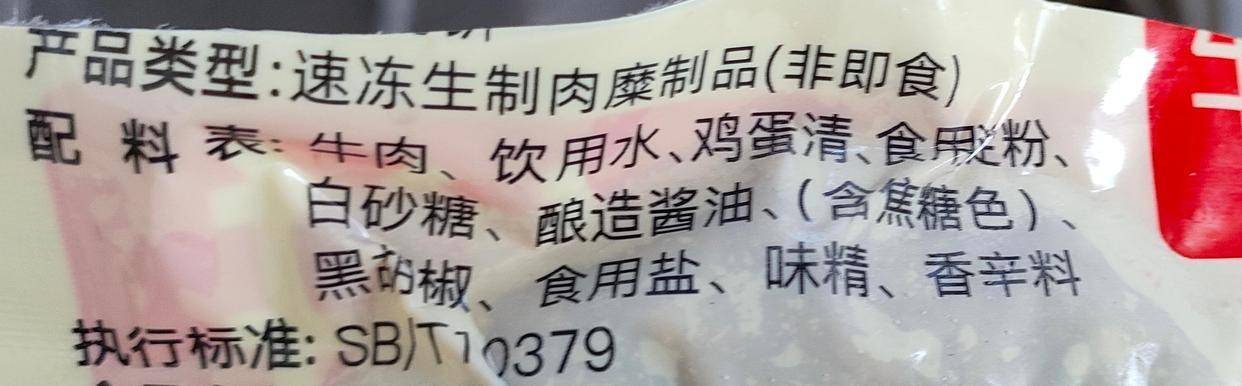 产品类型:速冻生制肉糜制品(非即食)
配料表:牛肉、饮用水、鸡蛋清、食用淀粉、
白砂糖、酿造酱油、(含焦糖色)、
黑胡椒、食用盐、味精、香辛料
执行标准: SB/T10379